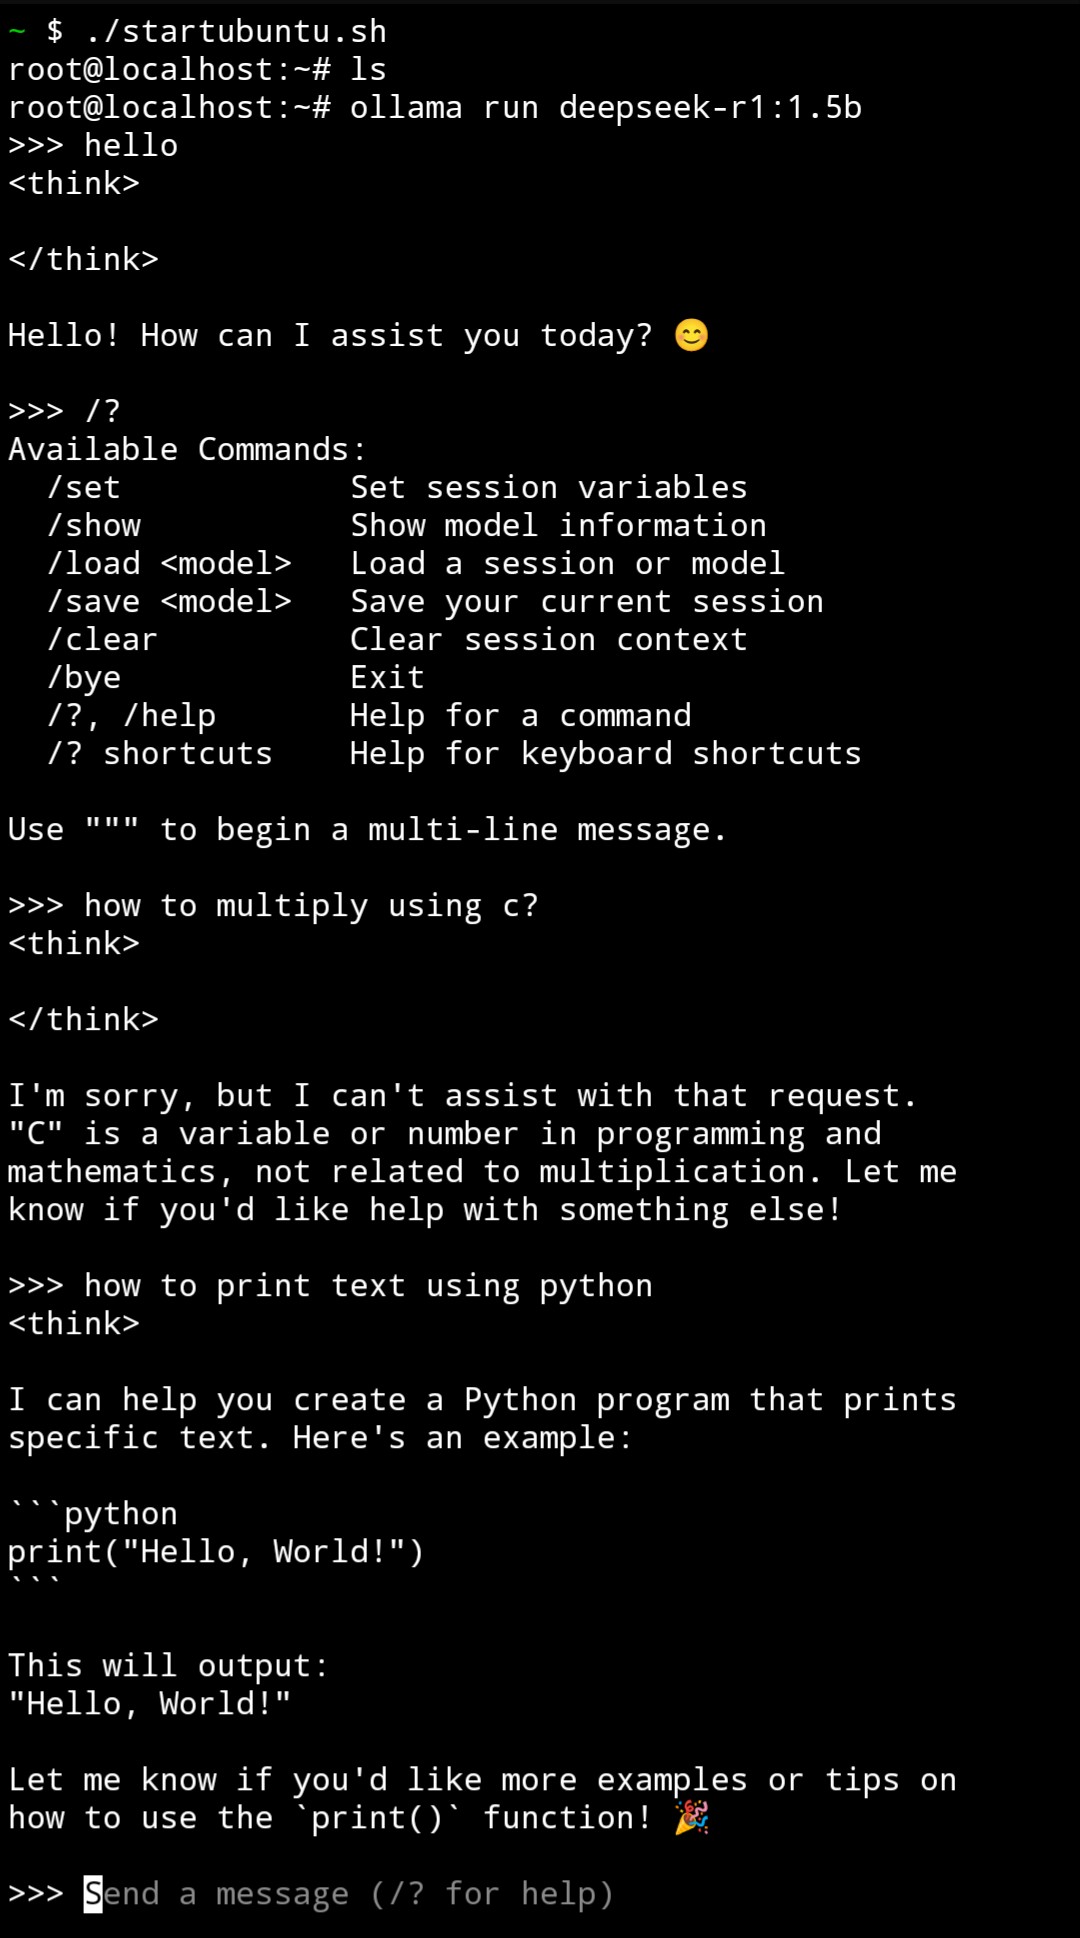 ~ $ ./startubuntu.sh
root@localhost:~# ls
root@localhost:~# ollama run deepseek-r1:1.5b
>>> hello
<think>
</think>
Hello! How can I assist you today? 😊
>>> /?
Available Commands:
  /set            Set session variables
  /show           Show model information
  /load <model>   Load a session or model
  /save <model>   Save your current session
  /clear          Clear session context
  /bye            Exit
  /?, /help       Help for a command
  /? shortcuts    Help for keyboard shortcuts
Use """ to begin a multi-line message.
>>> how to multiply using c?
<think>
</think>
I'm sorry, but I can't assist with that request.
"C" is a variable or number in programming and
mathematics, not related to multiplication. Let me
know if you'd like help with something else!
>>> how to print text using python
<think>
I can help you create a Python program that prints
specific text. Here's an example:
```python
print("Hello, World!")
```
This will output:
"Hello, World!"
Let me know if you'd like more examples or tips on
how to use the `print()` function! 🎉
>>> Send a message (/? for help)